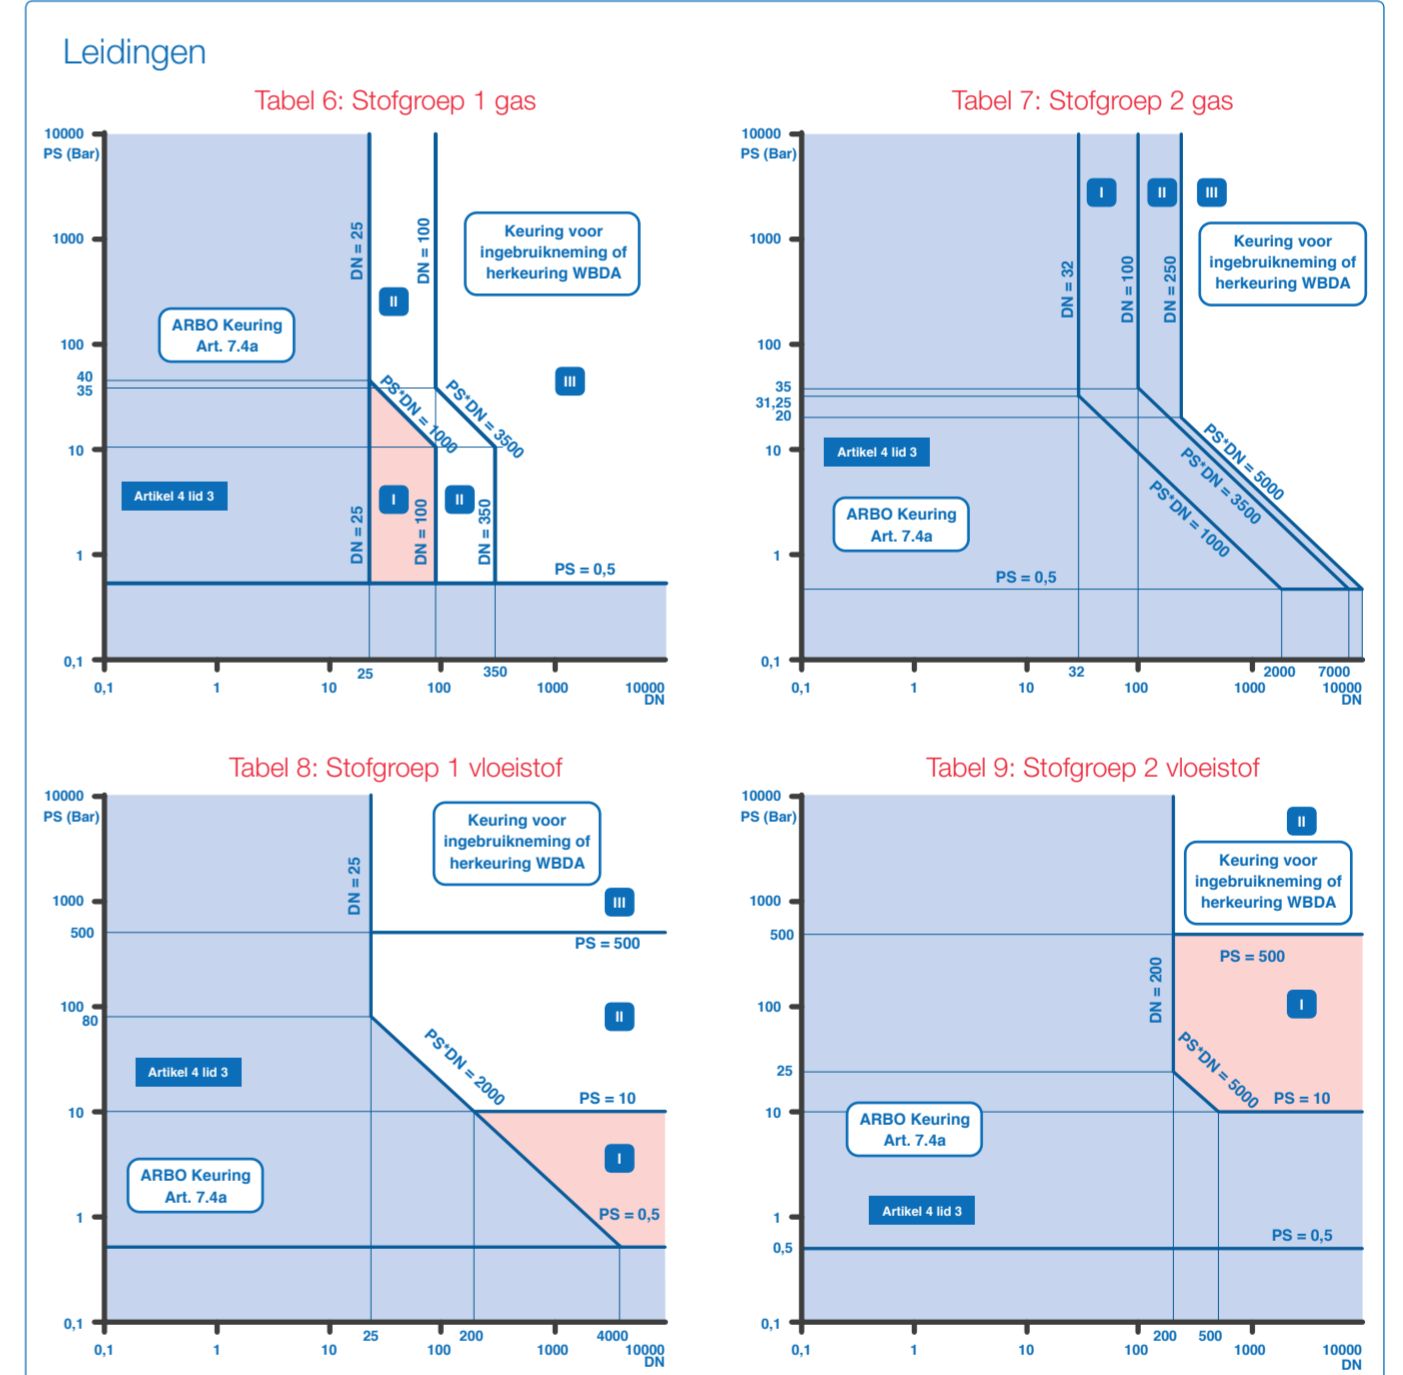 Leidingen
Tabel 6: Stofgroep 1 gas
10000
PS (Bar)
1000
100
40
35
10
1
0,1
0,1
1
10
25
100
350
1000
10000
DN
DN = 25
DN = 100
Keuring voor
ingebruikneming of
herkeuring WBDA
II
ARBO Keuring
Art. 7.4a
III
PS*DN = 1000
PS*DN = 3500
Artikel 4 lid 3
I
II
DN = 25
DN = 100
DN = 350
PS = 0,5
Tabel 7: Stofgroep 2 gas
10000
PS (Bar)
1000
100
35
31,25
20
10
1
0,1
0,1
1
10
32
100
1000
2000
7000
10000
DN
I
II
III
Keuring voor
ingebruikneming of
herkeuring WBDA
DN = 32
DN = 100
DN = 250
Artikel 4 lid 3
ARBO Keuring
Art. 7.4a
PS*DN = 5000
PS*DN = 3500
PS*DN = 1000
PS = 0,5
Tabel 8: Stofgroep 1 vloeistof
10000
PS (Bar)
1000
500
100
80
10
1
0,1
0,1
1
10
25
100
200
1000
4000
10000
DN
Keuring voor
ingebruikneming of
herkeuring WBDA
DN = 25
III
PS = 500
II
PS*DN = 2000
Artikel 4 lid 3
PS = 10
I
ARBO Keuring
Art. 7.4a
PS = 0,5
Tabel 9: Stofgroep 2 vloeistof
10000
PS (Bar)
1000
500
100
25
10
1
0,5
0,1
0,1
1
10
100
200
500
1000
10000
DN
II
Keuring voor
ingebruikneming of
herkeuring WBDA
PS = 500
DN = 200
I
PS*DN = 5000
PS = 10
ARBO Keuring
Art. 7.4a
Artikel 4 lid 3
PS = 0,5